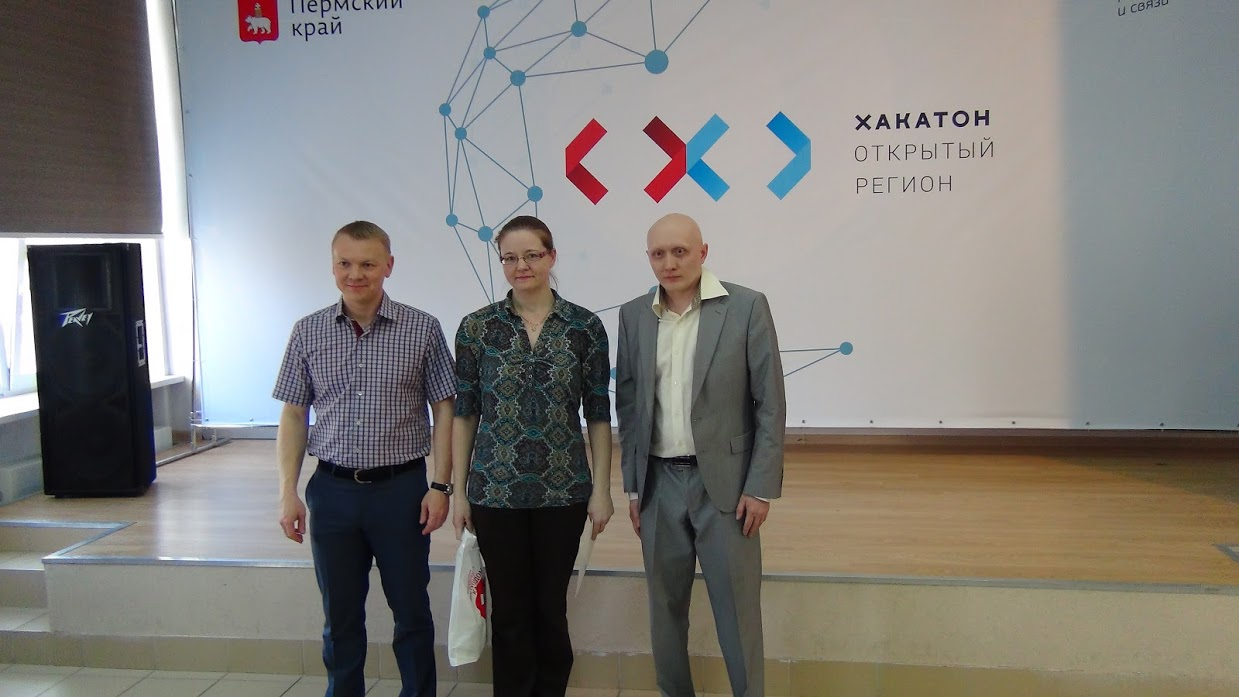 Пермский
край
и связи
ХАКАТОН
ОТКРЫТЫЙ
РЕГИОН
PEAVEY